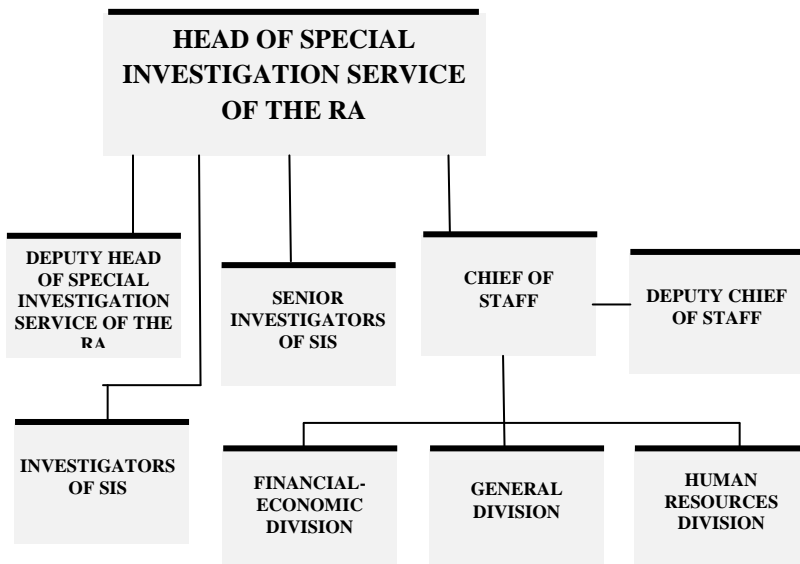 HEAD OF SPECIAL
INVESTIGATION SERVICE
OF THE RA
DEPUTY HEAD
OF SPECIAL
INVESTIGATION
SERVICE OF THE
RA
SENIOR
INVESTIGATORS
OF SIS
CHIEF OF
STAFF
DEPUTY CHIEF
OF STAFF
INVESTIGATORS
OF SIS
FINANCIAL-
ECONOMIC
DIVISION
GENERAL
DIVISION
HUMAN
RESOURCES
DIVISION